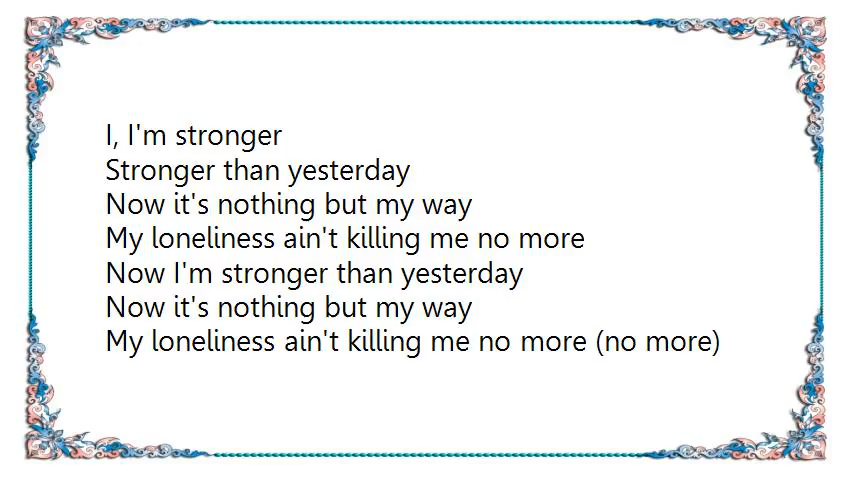 I, I'm stronger
Stronger than yesterday
Now it's nothing but my way
My loneliness ain't killing me no more
Now I'm stronger than yesterday
Now it's nothing but my way
My loneliness ain't killing me no more (no more)